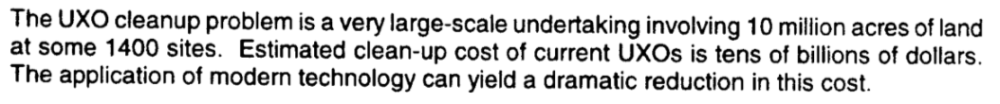 The UXO cleanup problem is a very large-scale undertaking involving 10 million acres of land
at some 1400 sites. Estimated clean-up cost of current UXOs is tens of billions of dollars.
The application of modern technology can yield a dramatic reduction in this cost.